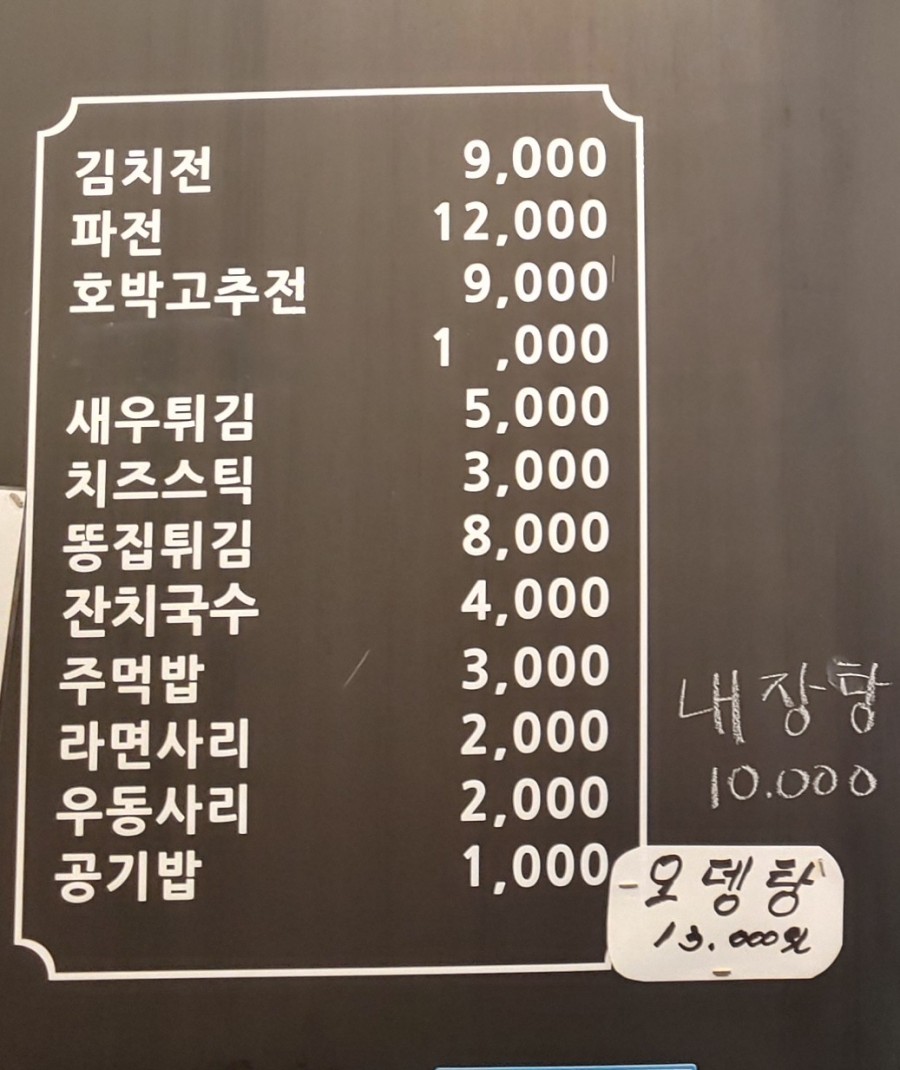 김치전 9,000
파전 12,000
호박고추전 9,000
1 ,000
새우튀김 5,000
치즈스틱 3,000
똥집튀김 8,000
잔치국수 4,000
주먹밥 3,000
라면사리 2,000
우동사리 2,000
공기밥 1,000
내장탕
10.000
오뎅탕
13.000원